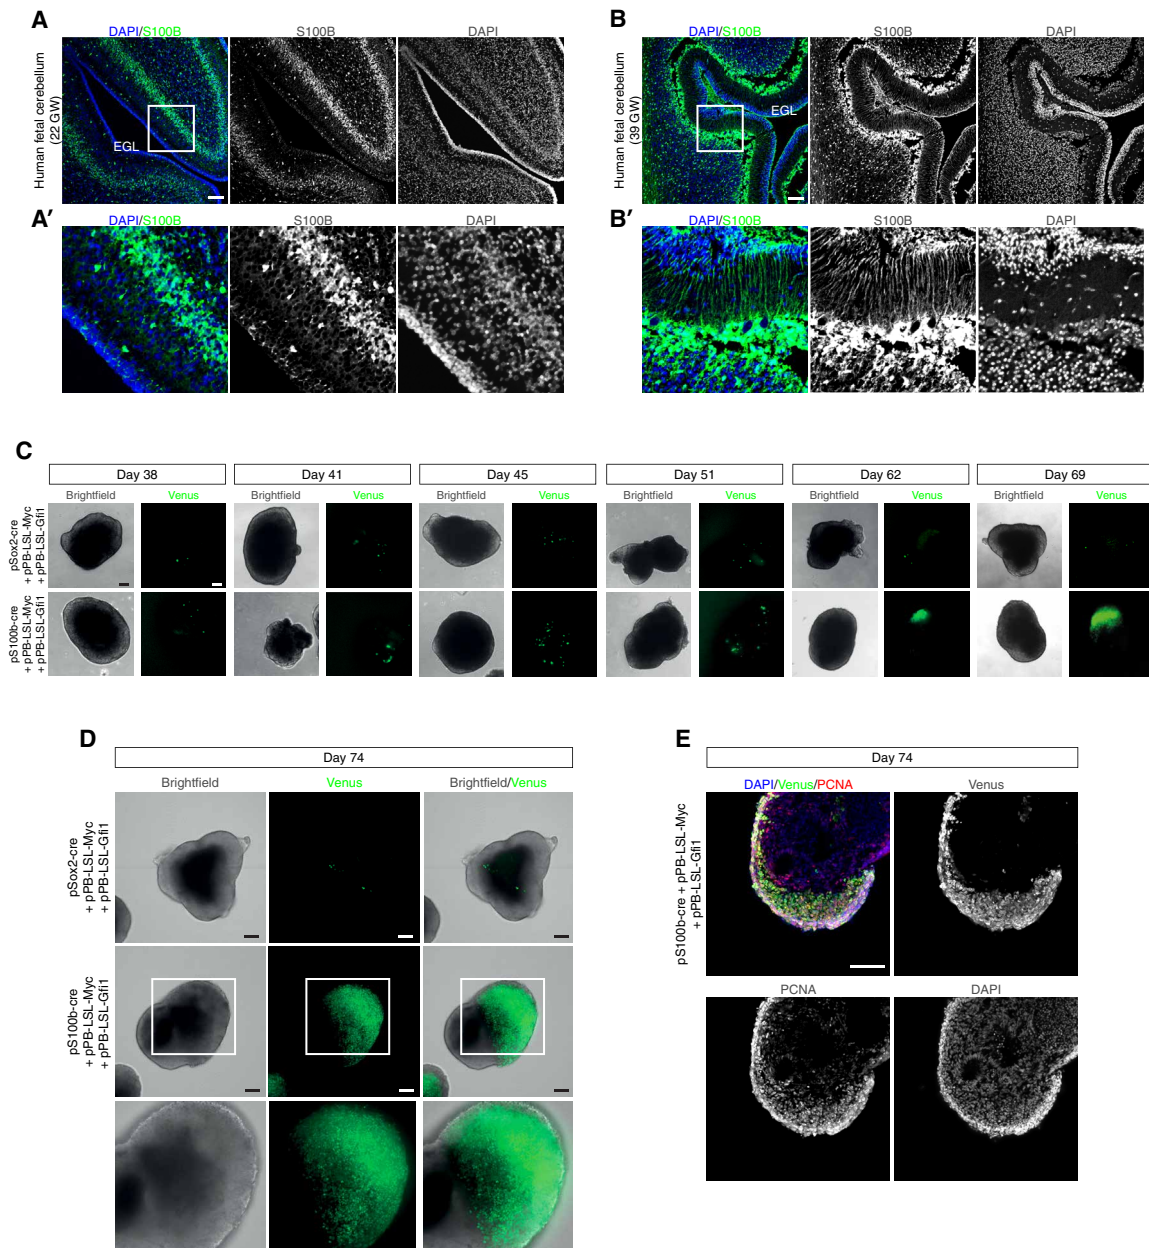 A
DAPI/S100B
S100B
DAPI
Human fetal cerebellum
(22 GW)
EGL
A′
DAPI/S100B
S100B
DAPI
B
DAPI/S100B
S100B
DAPI
Human fetal cerebellum
(39 GW)
EGL
B′
DAPI/S100B
S100B
DAPI
C
Day 38
Day 41
Day 45
Day 51
Day 62
Day 69
Brightfield
Venus
Brightfield
Venus
Brightfield
Venus
Brightfield
Venus
Brightfield
Venus
Brightfield
Venus
pSox2-cre
+ pPB-LSL-Myc
+ pPB-LSL-Gfi1
pS100b-cre
+ pPB-LSL-Myc
+ pPB-LSL-Gfi1
D
Day 74
Brightfield
Venus
Brightfield/Venus
pSox2-cre
+ pPB-LSL-Myc
+ pPB-LSL-Gfi1
pS100b-cre
+ pPB-LSL-Myc
+ pPB-LSL-Gfi1
E
Day 74
DAPI/Venus/PCNA
Venus
pS100b-cre + pPB-LSL-Myc
+ pPB-LSL-Gfi1
PCNA
DAPI